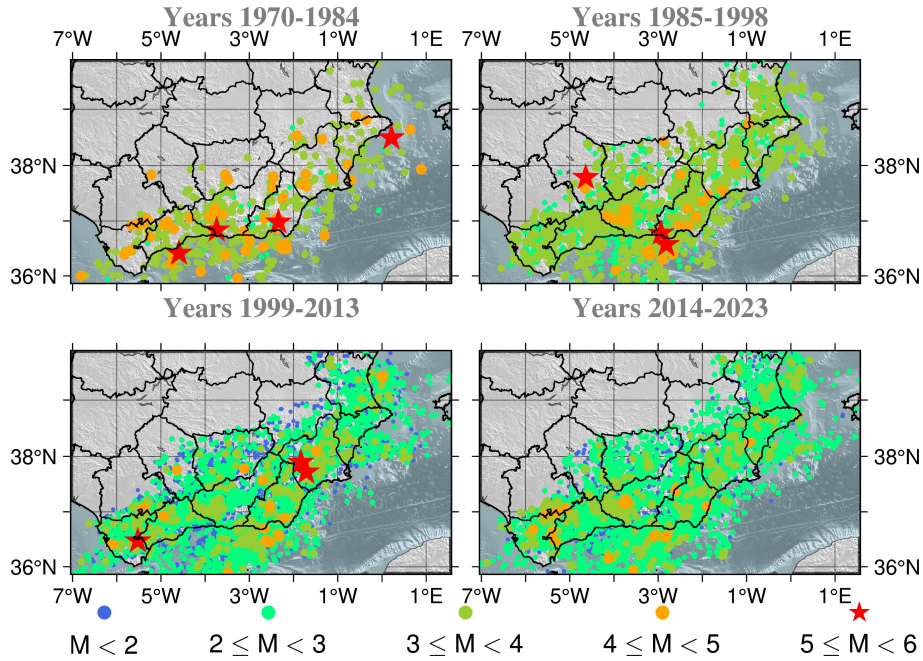 Years 1970-1984
Years 1985-1998
7°W 5°W 3°W 1°W 1°E
7°W 5°W 3°W 1°W 1°E
38°N
38°N
36°N
36°N
Years 1999-2013
Years 2014-2023
38°N
38°N
36°N
36°N
7°W 5°W 3°W 1°W 1°E
7°W 5°W 3°W 1°W 1°E
M < 2
2 ≤ M < 3
3 ≤ M < 4
4 ≤ M < 5
5 ≤ M < 6